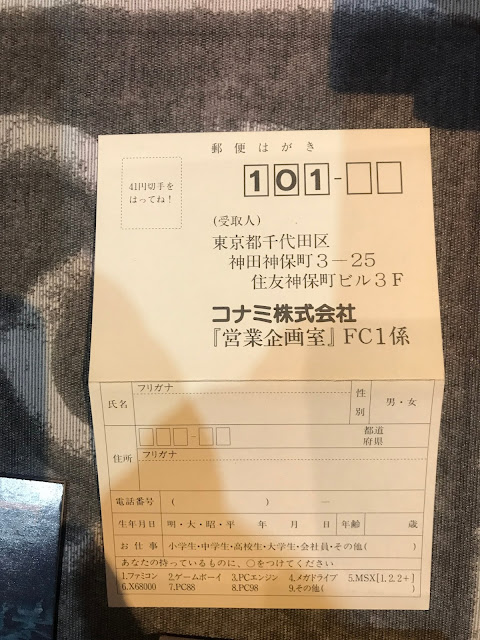 郵便はがき
41円切手を
はってね！
101-
(受取人)
東京都千代田区
神田神保町3-25
住友神保町ビル3F
コナミ株式会社
『営業企画室』FC1係
フリガナ
氏名
性別
男・女
都道
府県
住所
フリガナ
電話番号 ( ) —
生年月日 明・大・昭・平 年 月 日 年齢 歳
お仕事 小学生・中学生・高校生・大学生・会社員・その他( )
あなたの持っているものに、○をつけてください
1.ファミコン 2.ゲームボーイ 3.PCエンジン 4.メガドライブ 5.MSX[1.2.2+]
6.X68000 7.PC88 8.PC98 9.その他( )